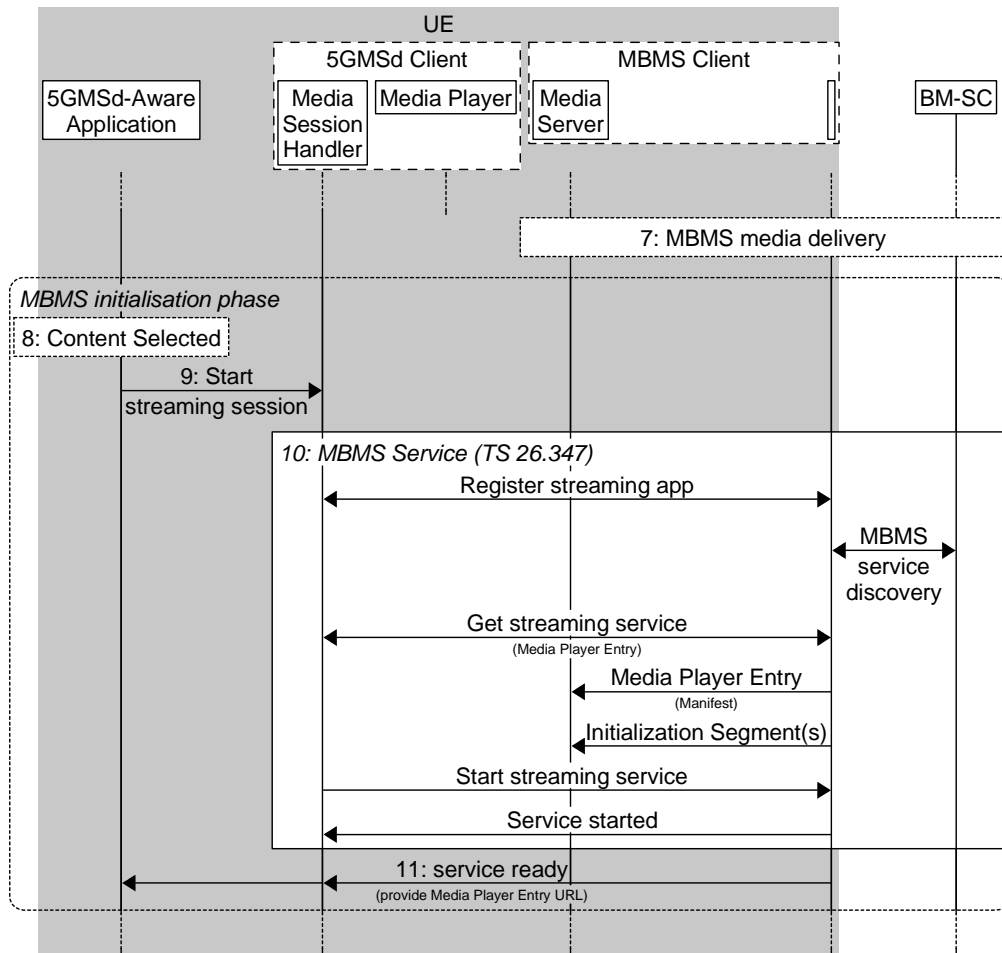 UE
5GMSd Client
MBMS Client
5GMSd-Aware
Application
Media
Session
Handler
Media Player
Media
Server
BM-SC
7: MBMS media delivery
MBMS initialisation phase
8: Content Selected
9: Start
streaming session
10: MBMS Service (TS 26.347)
Register streaming app
MBMS
service
discovery
Get streaming service
(Media Player Entry)
Media Player Entry
(Manifest)
Initialization Segment(s)
Start streaming service
Service started
11: service ready
(provide Media Player Entry URL)